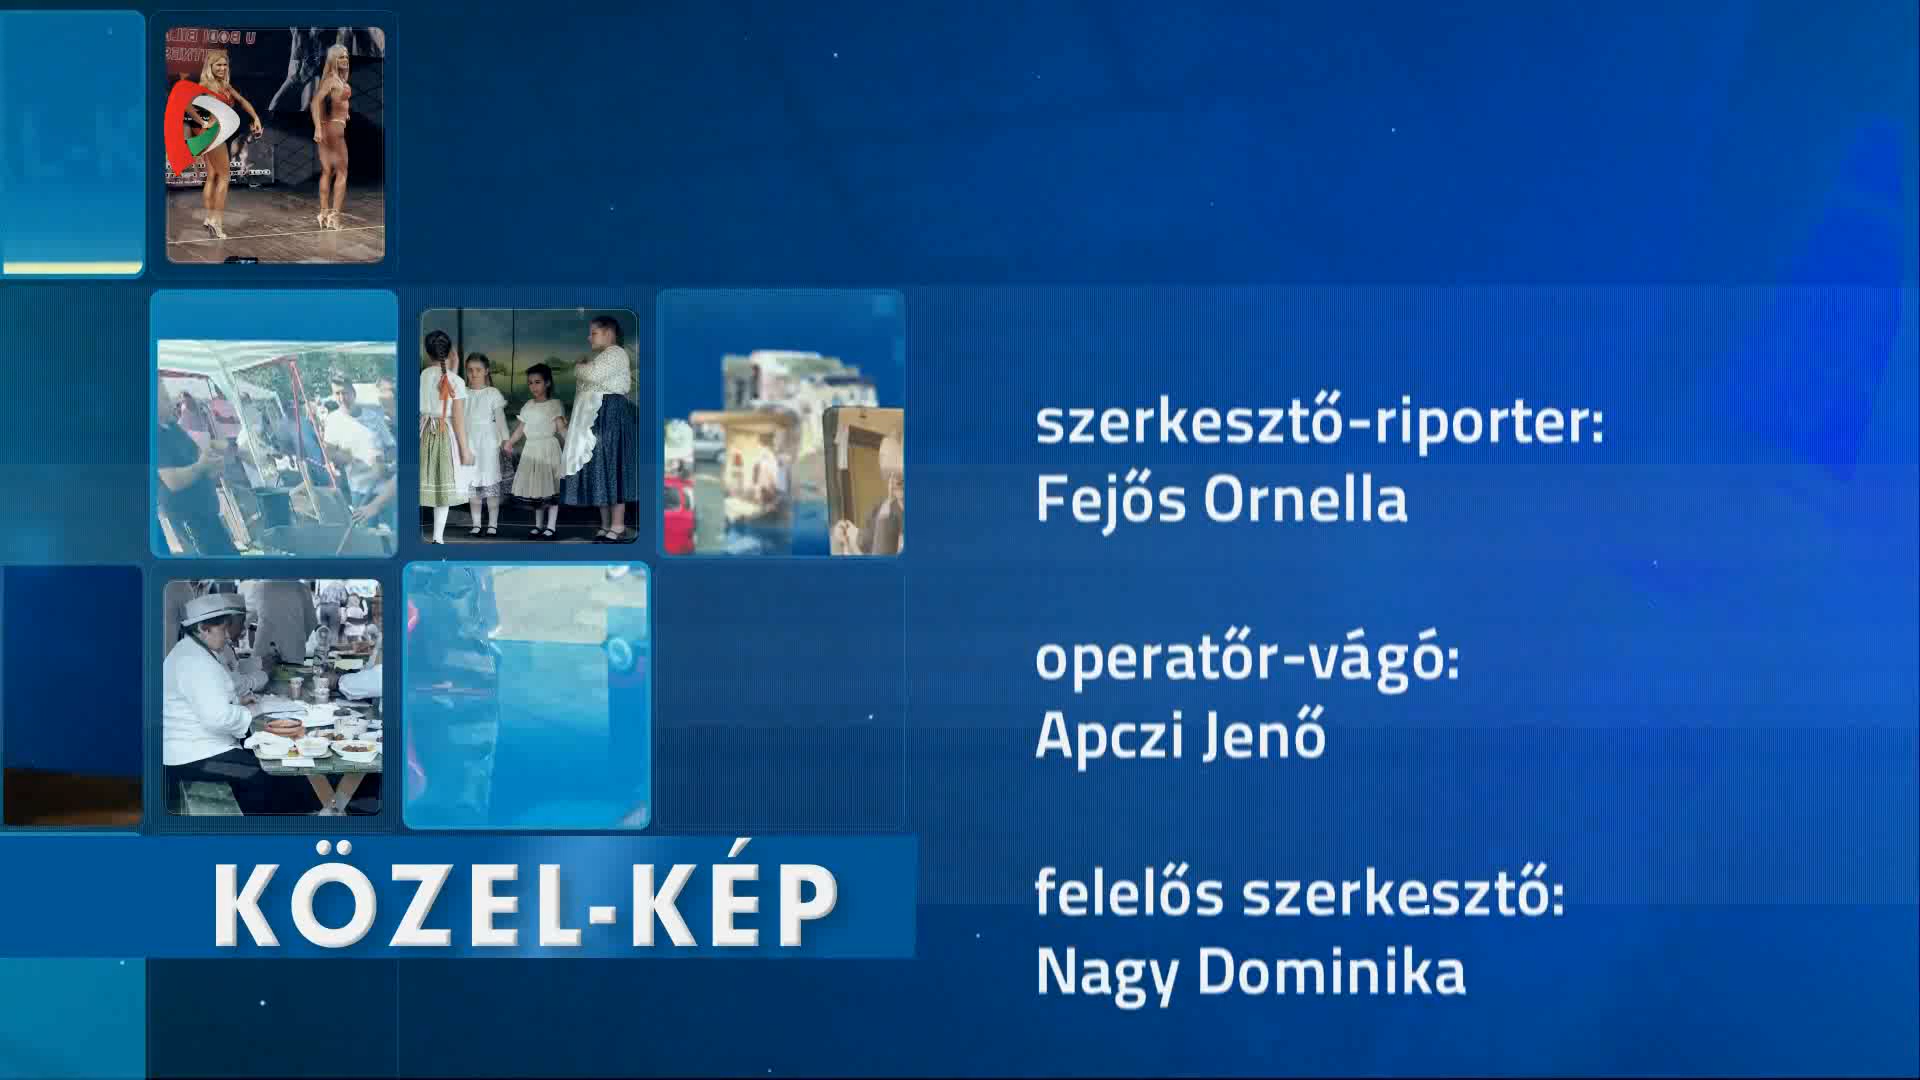 KÖZEL-KÉP
szerkesztő-riporter:
Fejős Ornella
operatőr-vágó:
Apczi Jenő
felelős szerkesztő:
Nagy Dominika